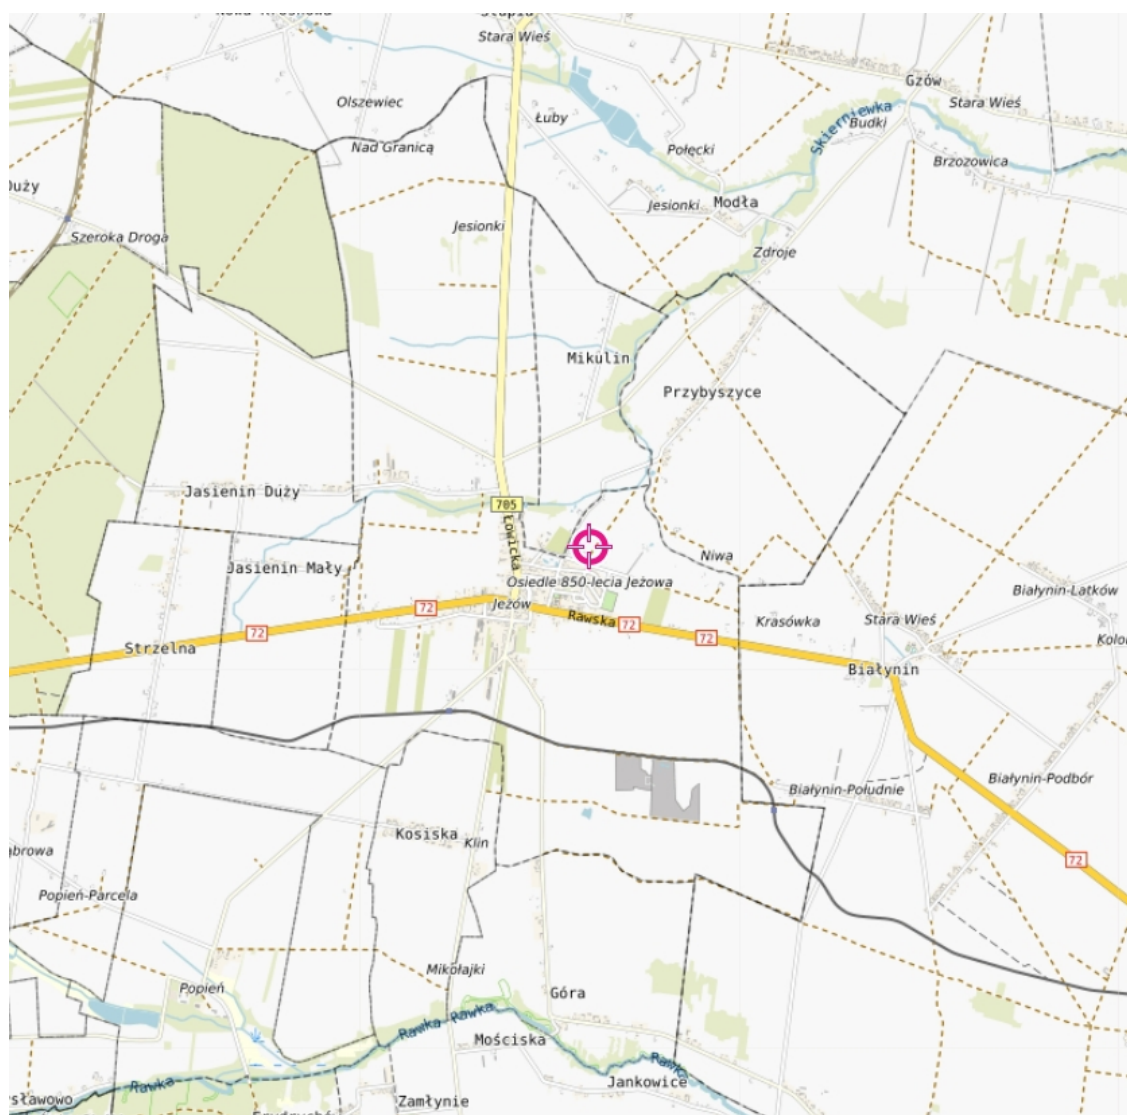 Słupia
Stara Wieś
Gzów
Olszewiec
Stara Wieś
Łuby
Skierniewka
Budki
Nad Granicą
Połęcki
Brzozowica
Duży
Jesionki
Modła
Jesionki
Szeroka Droga
Zdroje
Mikulin
Przybyszyce
Jasienin Duży
705
Łowicka
Niwa
Jasienin Mały
Osiedle 850-lecia Jeżowa
Białynin-Latków
72
Jeżów
Rawska
72
72
Krasówka
Stara Wieś
72
Strzelna
Białynin
Białynin-Podbór
Białynin-Południe
Kosiska
Klin
72
Popień-Parcela
Mikołajki
Popień
Góra
Rawka
Rawka
Mościska
Rawka
Rawka
Jankowice
Zamłynie